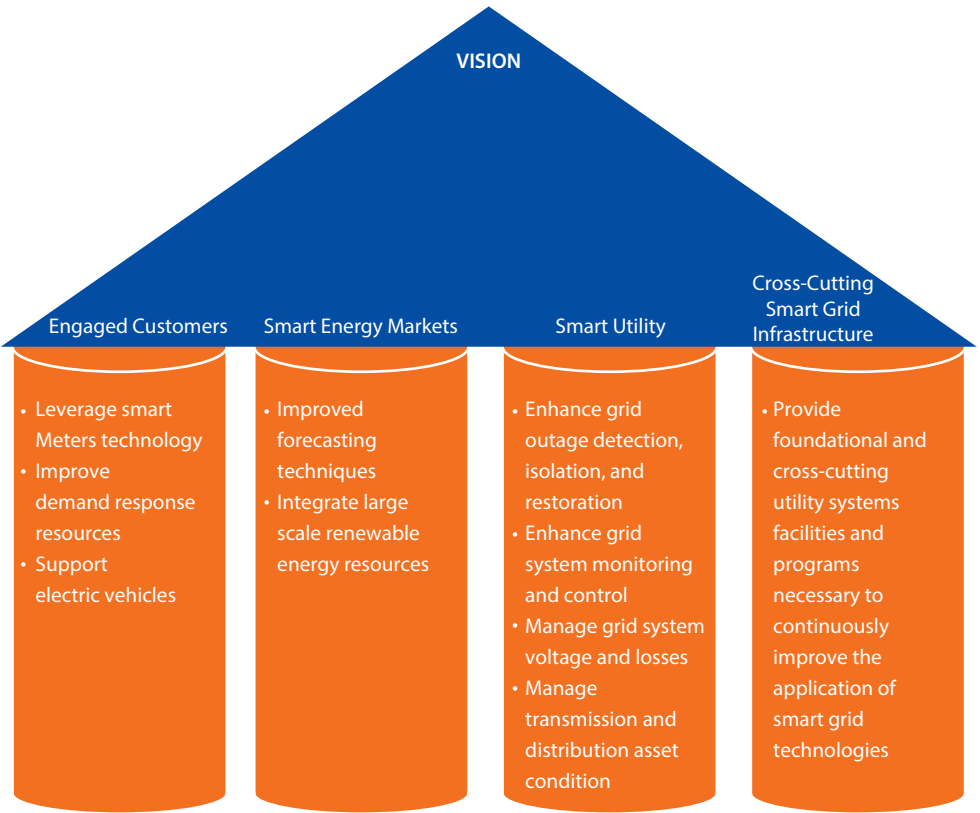 VISION
Engaged Customers
Smart Energy Markets
Smart Utility
Cross-Cutting
Smart Grid
Infrastructure
• Leverage smart
Meters technology
• Improve
demand response
resources
• Support
electric vehicles
• Improved
forecasting
techniques
• Integrate large
scale renewable
energy resources
• Enhance grid
outage detection,
isolation, and
restoration
• Enhance grid
system monitoring
and control
• Manage grid system
voltage and losses
• Manage
transmission and
distribution asset
condition
• Provide
foundational and
cross-cutting
utility systems
facilities and
programs
necessary to
continuously
improve the
application of
smart grid
technologies